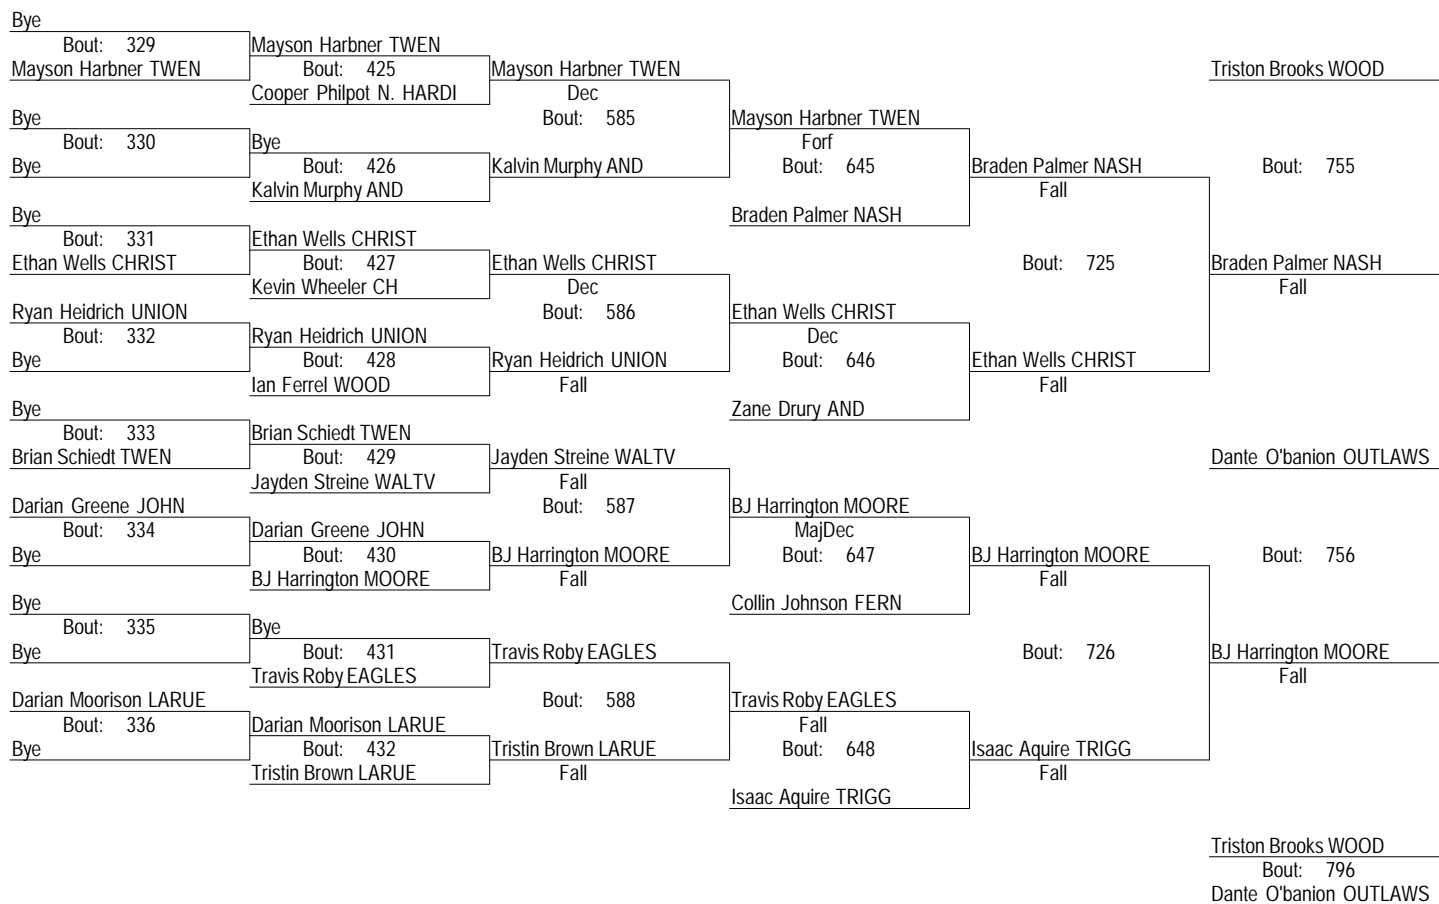 Bye
Bout: 329
Mayson Harbner TWEN
Bye
Bout: 330
Bye
Bye
Bout: 331
Ethan Wells CHRIST
Ryan Heidrich UNION
Bout: 332
Bye
Bye
Bout: 333
Brian Schiedt TWEN
Darian Greene JOHN
Bout: 334
Bye
Bye
Bout: 335
Bye
Darian Moorison LARUE
Bout: 336
Bye
Mayson Harbner TWEN
Bout: 425
Cooper Philpot N. HARDI
Bye
Bout: 426
Kalvin Murphy AND
Ethan Wells CHRIST
Bout: 427
Kevin Wheeler CH
Ryan Heidrich UNION
Bout: 428
Ian Ferrel WOOD
Brian Schiedt TWEN
Bout: 429
Jayden Streine WALTV
Darian Greene JOHN
Bout: 430
BJ Harrington MOORE
Bye
Bout: 431
Travis Roby EAGLES
Darian Moorison LARUE
Bout: 432
Tristin Brown LARUE
Mayson Harbner TWEN
Dec
Bout: 585
Kalvin Murphy AND
Ethan Wells CHRIST
Dec
Bout: 586
Ryan Heidrich UNION
Fall
Jayden Streine WALTV
Fall
Bout: 587
BJ Harrington MOORE
Fall
Travis Roby EAGLES
Bout: 588
Tristin Brown LARUE
Fall
Mayson Harbner TWEN
Forf
Bout: 645
Braden Palmer NASH
Ethan Wells CHRIST
Dec
Bout: 646
Zane Drury AND
BJ Harrington MOORE
MajDec
Bout: 647
Collin Johnson FERN
Travis Roby EAGLES
Fall
Bout: 648
Isaac Aquire TRIGG
Braden Palmer NASH
Fall
Bout: 725
Ethan Wells CHRIST
Fall
BJ Harrington MOORE
Fall
Bout: 726
Isaac Aquire TRIGG
Fall
Triston Brooks WOOD
Bout: 755
Braden Palmer NASH
Fall
Dante O'banion OUTLAWS
Bout: 756
BJ Harrington MOORE
Fall
Triston Brooks WOOD
Bout: 796
Dante O'banion OUTLAWS